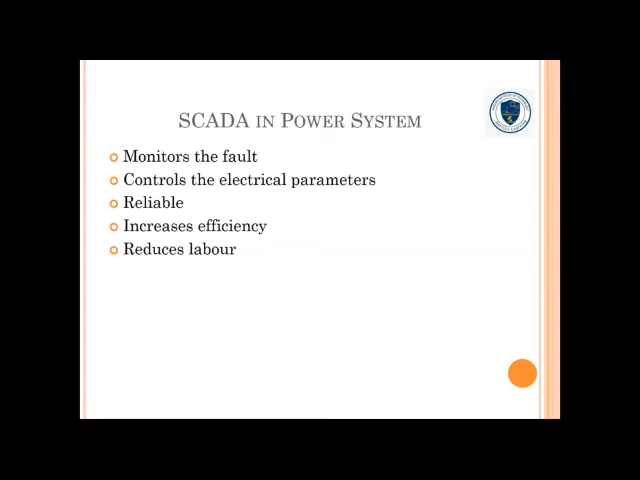 SCADA IN POWER SYSTEM
Monitors the fault
Controls the electrical parameters
Reliable
Increases efficiency
Reduces labour